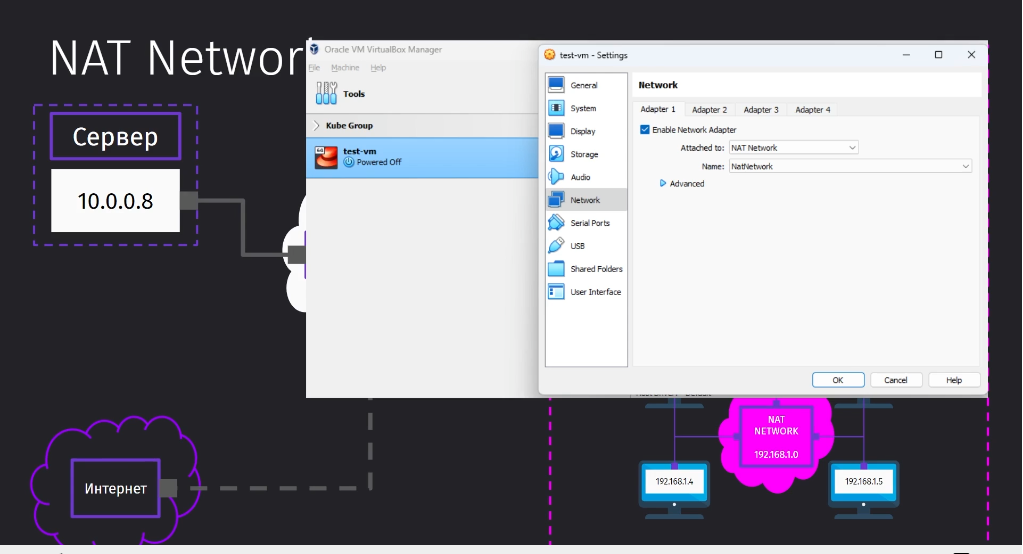 NAT Network
Сервер
10.0.0.8
Интернет
Oracle VM VirtualBox Manager
File Machine Help
Tools
Kube Group
64
test-vm
Powered Off
test-vm - Settings
General
System
Display
Storage
Audio
Network
Serial Ports
USB
Shared Folders
User Interface
Network
Adapter 1 Adapter 2 Adapter 3 Adapter 4
Enable Network Adapter
Attached to: NAT Network
Name: NatNetwork
Advanced
OK Cancel Help
NAT
NETWORK
192.168.1.0
192.168.1.4
192.168.1.5